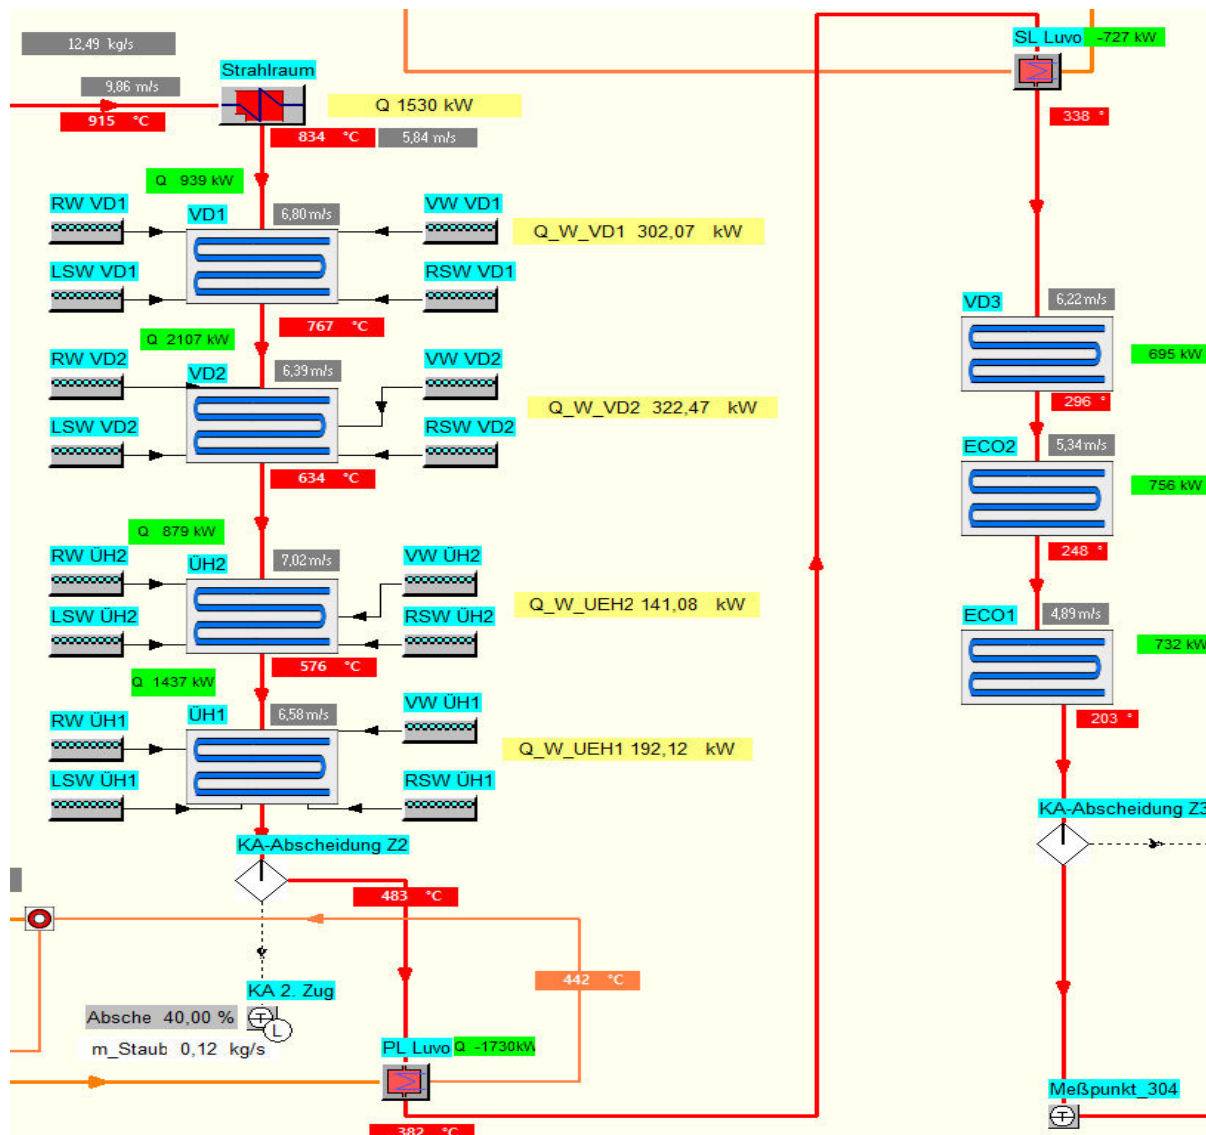 12,49 kg/s
9,86 m/s
915 °C
Strahlraum
Q 1530 kW
834 °C
5,84 m/s
Q 939 kW
RW VD1
VD1
6,80 m/s
VW VD1
Q_W_VD1 302,07 kW
LSW VD1
RSW VD1
767 °C
Q 2107 kW
RW VD2
VD2
6,39 m/s
VW VD2
Q_W_VD2 322,47 kW
LSW VD2
RSW VD2
634 °C
Q 879 kW
RW ÜH2
ÜH2
7,02 m/s
VW ÜH2
Q_W_UEH2 141,08 kW
LSW ÜH2
RSW ÜH2
576 °C
Q 1437 kW
RW ÜH1
ÜH1
6,58 m/s
VW ÜH1
Q_W_UEH1 192,12 kW
LSW ÜH1
RSW ÜH1
KA-Abscheidung Z2
483 °C
442 °C
KA 2. Zug
Absche 40,00 %
L
m_Staub 0,12 kg/s
PL Luvo
Q -1730kW
382 °C
SL Luvo
-727 kW
338 °
VD3
6,22 m/s
695 kW
296 °
ECO2
5,34 m/s
756 kW
248 °
ECO1
4,89 m/s
732 kW
203 °
KA-Abscheidung Z3
Meßpunkt_304